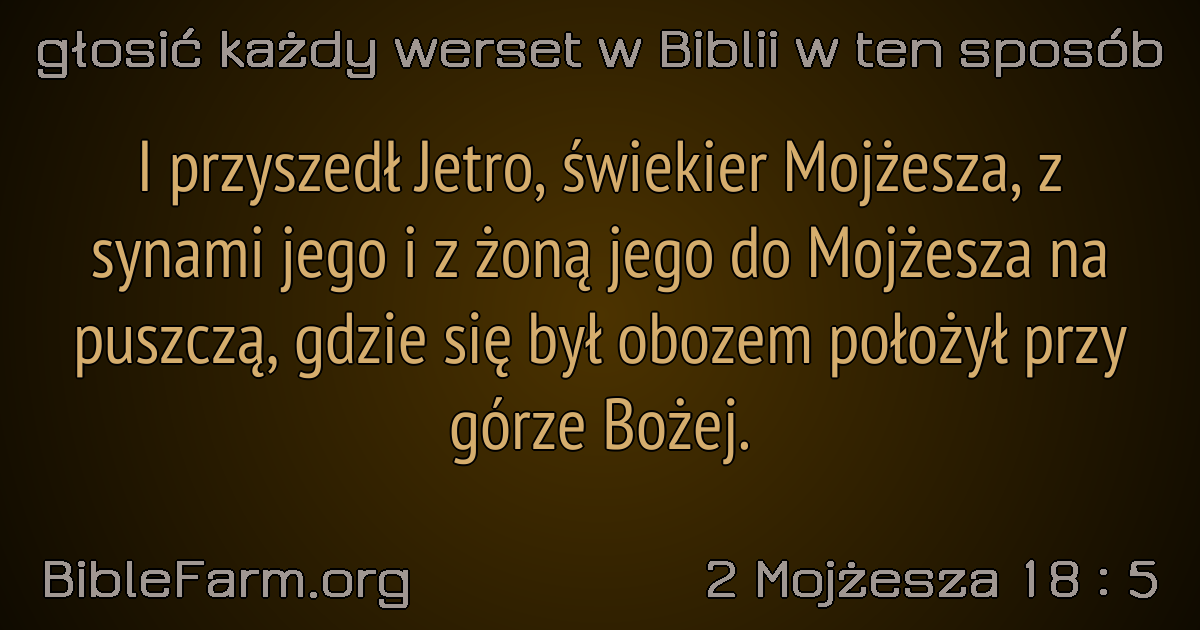 głosić każdy werset w Biblii w ten sposób
I przyszedł Jetro, świekier Mojżesza, z
synami jego i z żoną jego do Mojżesza na
puszczą, gdzie się był obozem położył przy
górze Bożej.
BibleFarm.org
2 Mojżesza 18 : 5